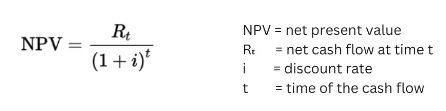 NPV = R_t / (1 + i)^t
NPV = net present value
Rₜ = net cash flow at time t
i = discount rate
t = time of the cash flow